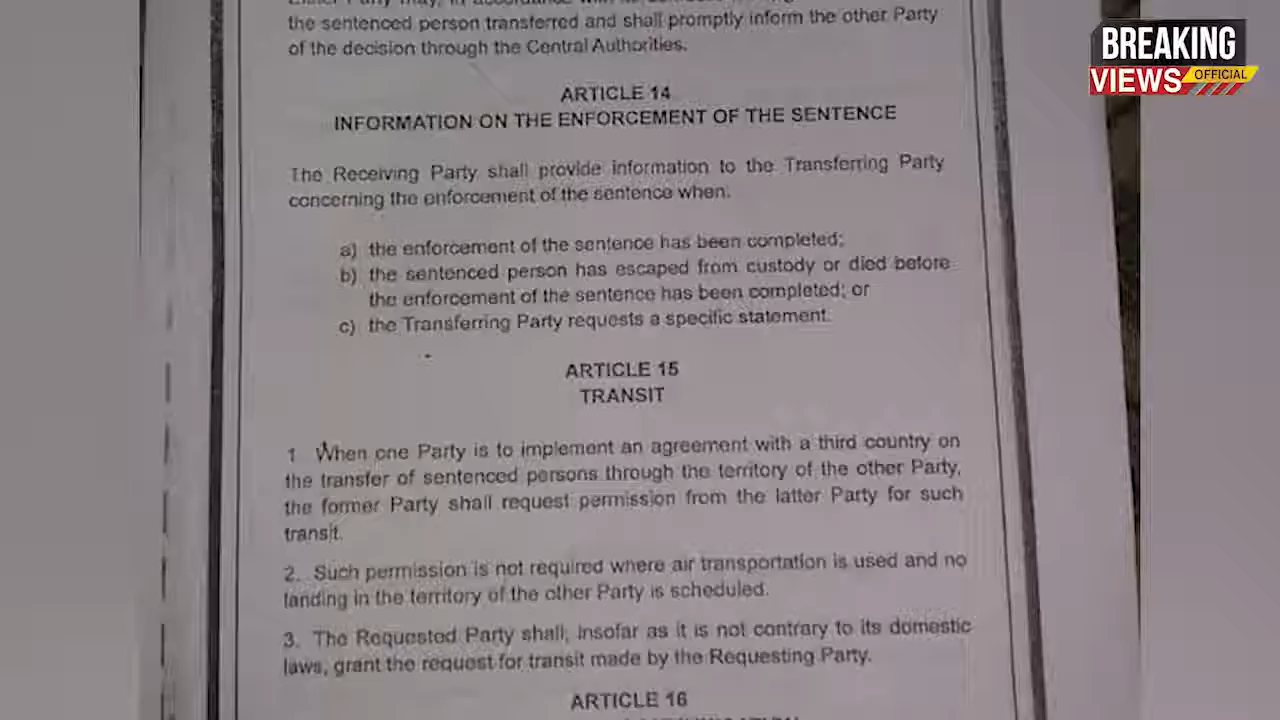 the sentenced person transferred and shall promptly inform the other Party
of the decision through the Central Authorities.
BREAKING
VIEWS OFFICIAL
ARTICLE 14
INFORMATION ON THE ENFORCEMENT OF THE SENTENCE
The Receiving Party shall provide information to the Transferring Party
concerning the enforcement of the sentence when:
a) the enforcement of the sentence has been completed;
b) the sentenced person has escaped from custody or died before
the enforcement of the sentence has been completed; or
c) the Transferring Party requests a specific statement.
ARTICLE 15
TRANSIT
1 When one Party is to implement an agreement with a third country on
the transfer of sentenced persons through the territory of the other Party,
the former Party shall request permission from the latter Party for such
transit.
2. Such permission is not required where air transportation is used and no
landing in the territory of the other Party is scheduled.
3. The Requested Party shall, insofar as it is not contrary to its domestic
laws, grant the request for transit made by the Requesting Party.
ARTICLE 16